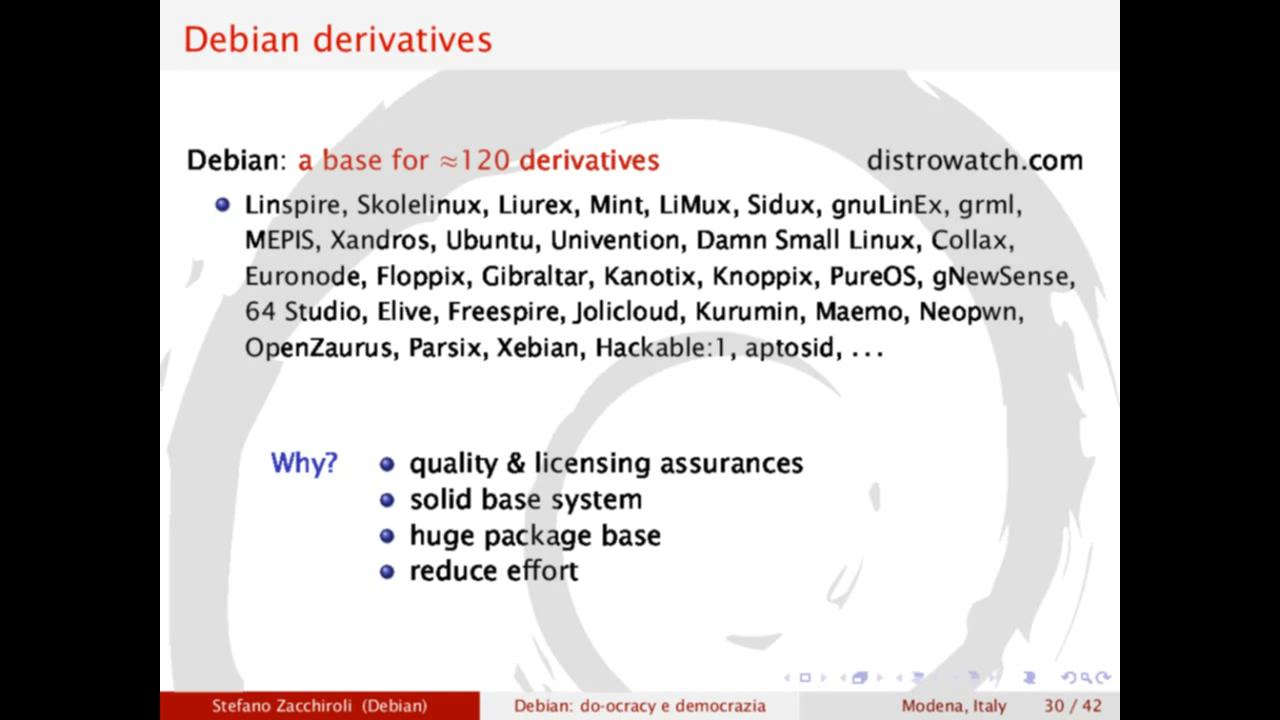 Debian derivatives
Debian: a base for ≈120 derivatives distrowatch.com
Linspire, Skolelinux, Liurex, Mint, LiMux, Sidux, gnuLinEx, grml,
MEPIS, Xandros, Ubuntu, Univention, Damn Small Linux, Collax,
Euronode, Floppix, Gibraltar, Kanotix, Knoppix, PureOS, gNewSense,
64 Studio, Elive, Freespire, Jolicloud, Kurumin, Maemo, Neopwn,
OpenZaurus, Parsix, Xebian, Hackable:1, aptosid, ...
Why? quality & licensing assurances
solid base system
huge package base
reduce effort
Stefano Zacchiroli (Debian) Debian: do-ocracy e democrazia Modena, Italy 30 / 42